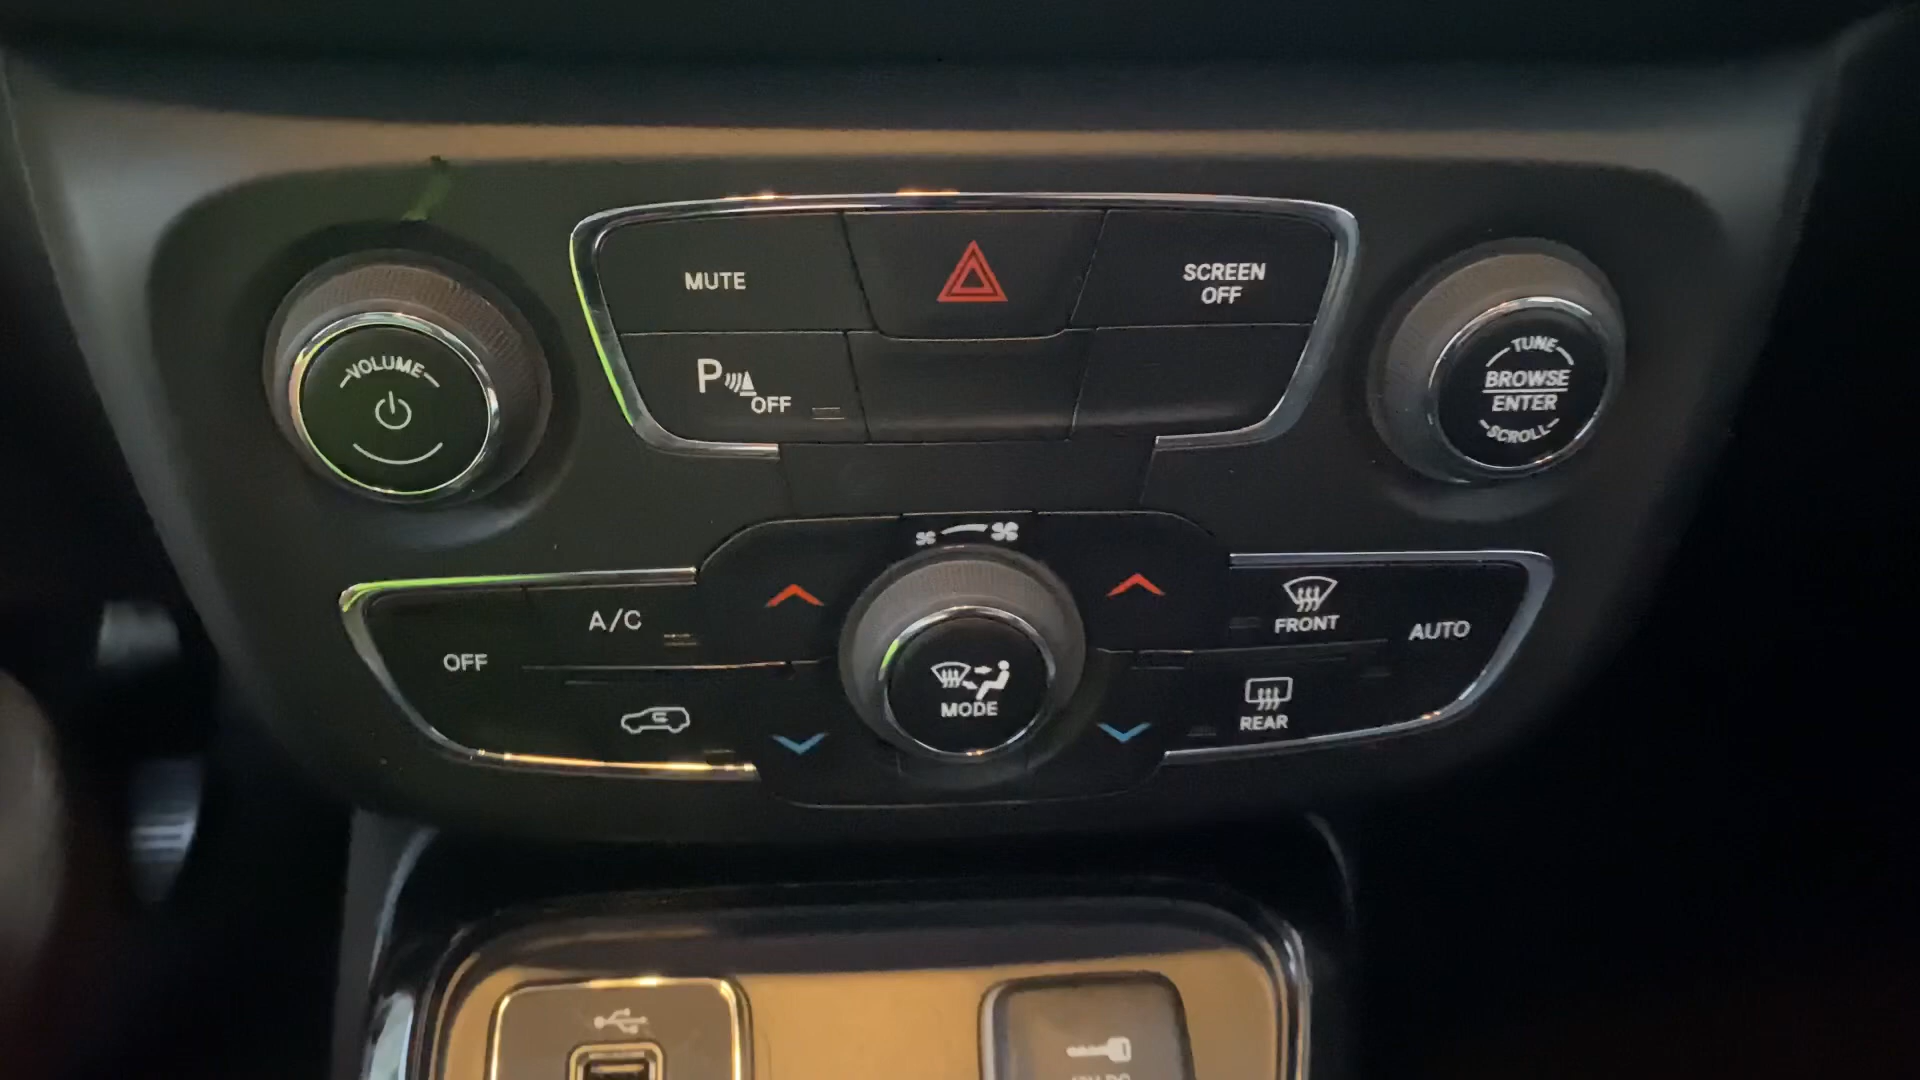 MUTE
SCREEN
OFF
P
OFF
VOLUME
TUNE
BROWSE
ENTER
SCROLL
A/C
OFF
MODE
FRONT
AUTO
REAR